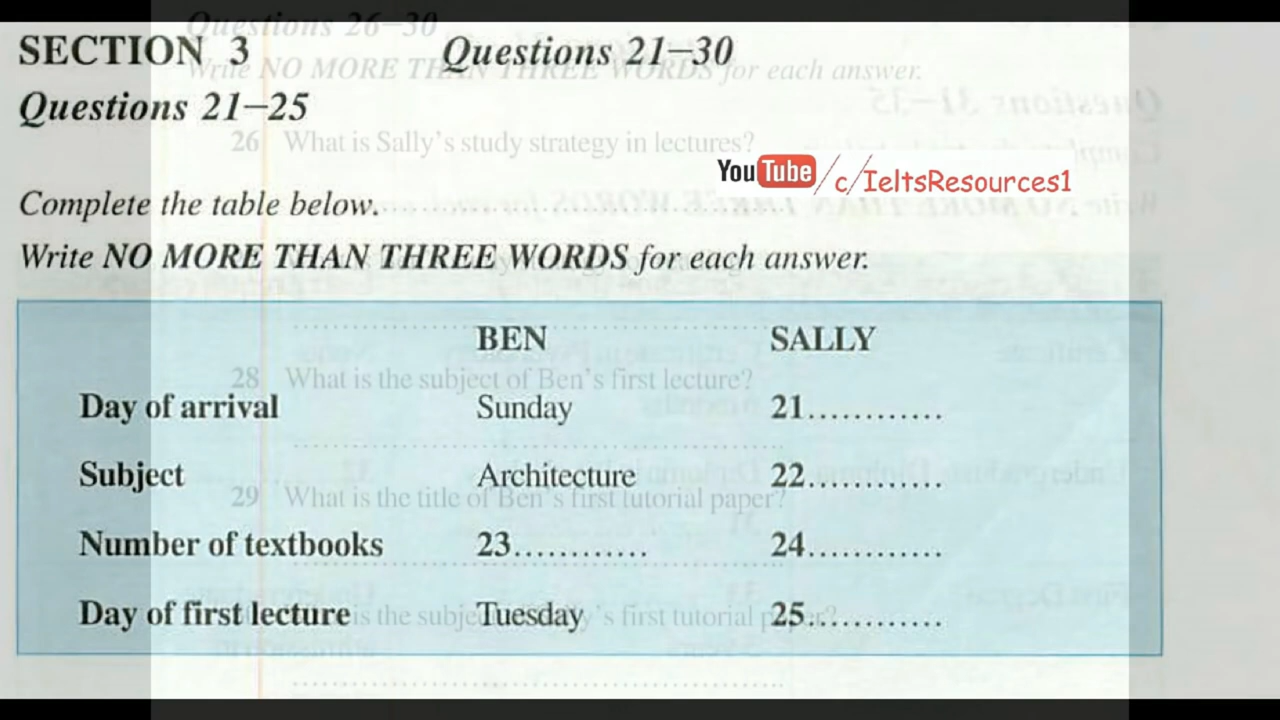 SECTION 3 Questions 21–30
Questions 21–25
YouTube/c/IeltsResources1
Complete the table below.
Write NO MORE THAN THREE WORDS for each answer.
BEN SALLY
Day of arrival Sunday 21............
Subject Architecture 22............
Number of textbooks 23............ 24............
Day of first lecture Tuesday 25............
Questions 26–30
Write NO MORE THAN THREE WORDS for each answer.
26 What is Sally's study strategy in lectures?
28 What is the subject of Ben's first lecture?
29 What is the title of Ben's first tutorial paper?